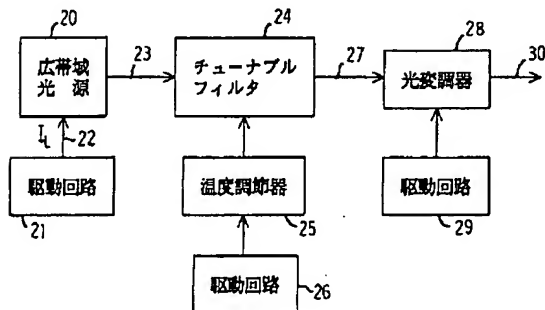 20
24
広帯域
光 源
23
チューナブル
フィルタ
27
28
光変調器
30
I_L
22
駆動回路
21
温度調節器
25
駆動回路
29
駆動回路
26